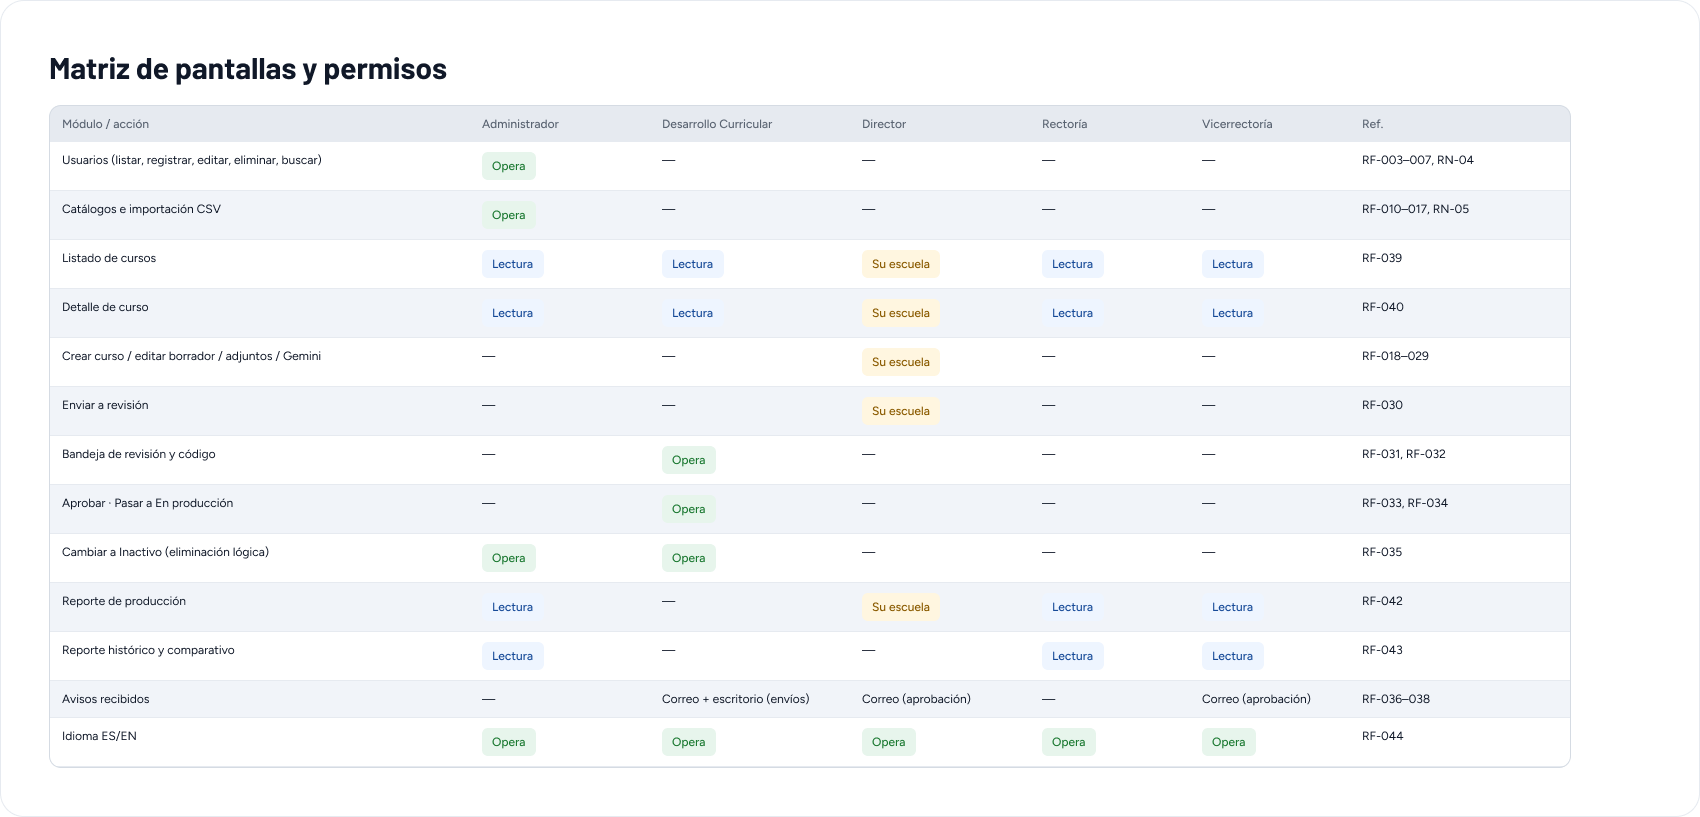 Matriz de pantallas y permisos
Módulo / acción Administrador Desarrollo Curricular Director Rectoría Vicerrectoría Ref.
Usuarios (listar, registrar, editar, eliminar, buscar) Opera — — — — RF-003–007, RN-04
Catálogos e importación CSV Opera — — — — RF-010–017, RN-05
Listado de cursos Lectura Lectura Su escuela Lectura Lectura RF-039
Detalle de curso Lectura Lectura Su escuela Lectura Lectura RF-040
Crear curso / editar borrador / adjuntos / Gemini — — Su escuela — — RF-018–029
Enviar a revisión — — Su escuela — — RF-030
Bandeja de revisión y código — Opera — — — RF-031, RF-032
Aprobar · Pasar a En producción — Opera — — — RF-033, RF-034
Cambiar a Inactivo (eliminación lógica) Opera Opera — — — RF-035
Reporte de producción Lectura — Su escuela Lectura Lectura RF-042
Reporte histórico y comparativo Lectura — — Lectura Lectura RF-043
Avisos recibidos — Correo + escritorio (envíos) Correo (aprobación) — Correo (aprobación) RF-036–038
Idioma ES/EN Opera Opera Opera Opera Opera RF-044